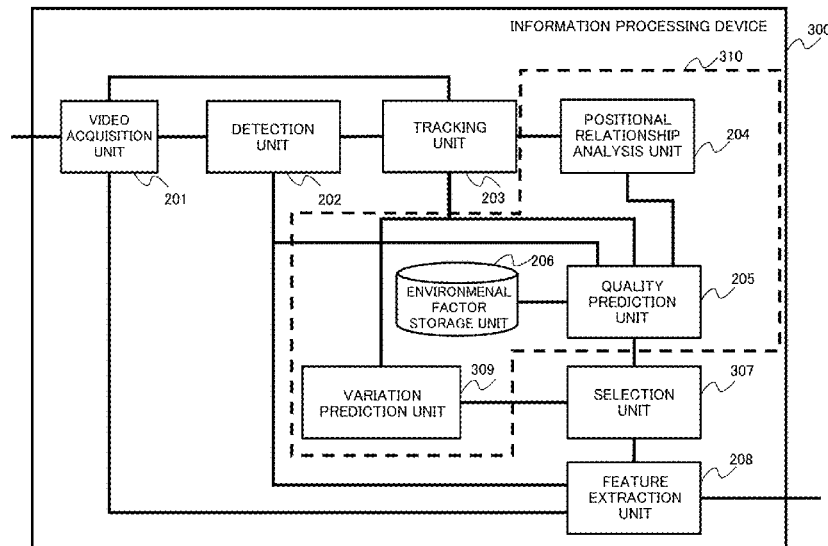 INFORMATION PROCESSING DEVICE
300
310
VIDEO
ACQUISITION
UNIT
201
DETECTION
UNIT
202
TRACKING
UNIT
203
POSITIONAL
RELATIONSHIP
ANALYSIS UNIT
204
206
ENVIRONMENAL
FACTOR
STORAGE UNIT
QUALITY
PREDICTION
UNIT
205
309
VARIATION
PREDICTION UNIT
SELECTION
UNIT
307
FEATURE
EXTRACTION
UNIT
208